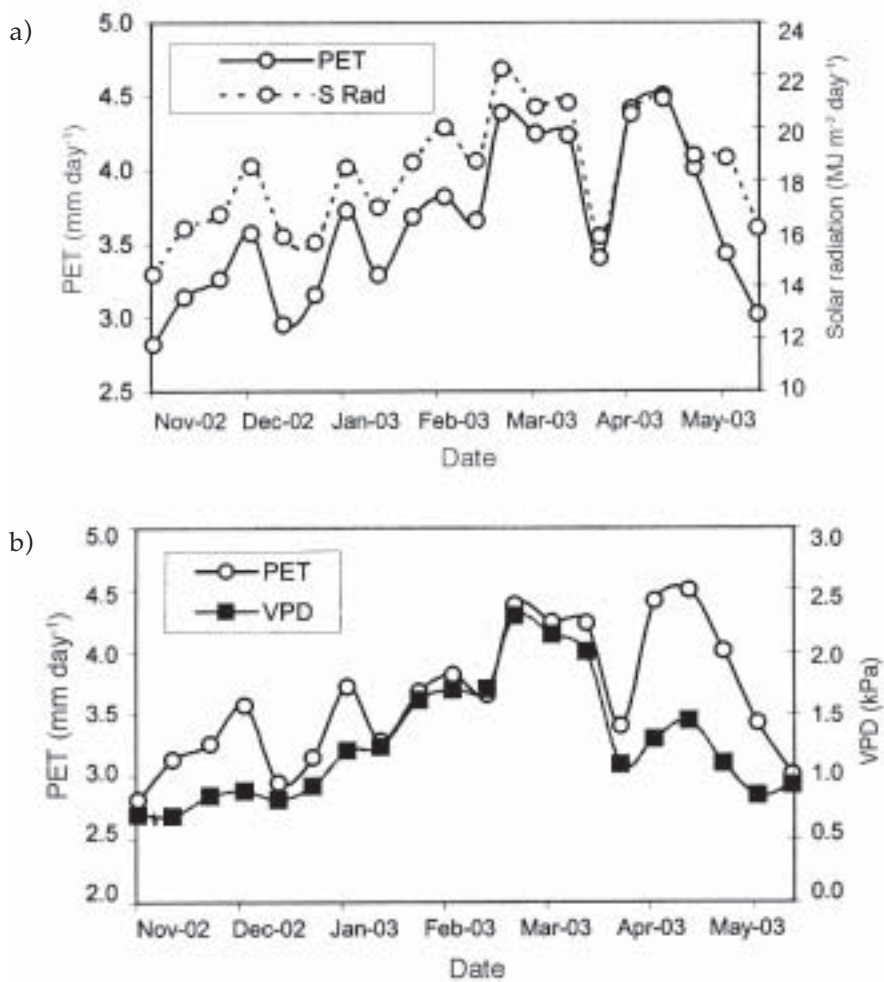 a)
PET
S Rad
PET (mm day⁻¹)
5.0
4.5
4.0
3.5
3.0
2.5
24
22
20
18
16
14
12
10
Solar radiation (MJ m⁻² day⁻¹)
Nov-02 Dec-02 Jan-03 Feb-03 Mar-03 Apr-03 May-03
Date
b)
PET
VPD
PET (mm day⁻¹)
5.0
4.5
4.0
3.5
3.0
2.5
2.0
3.0
2.5
2.0
1.5
1.0
0.5
0.0
VPD (kPa)
Nov-02 Dec-02 Jan-03 Feb-03 Mar-03 Apr-03 May-03
Date